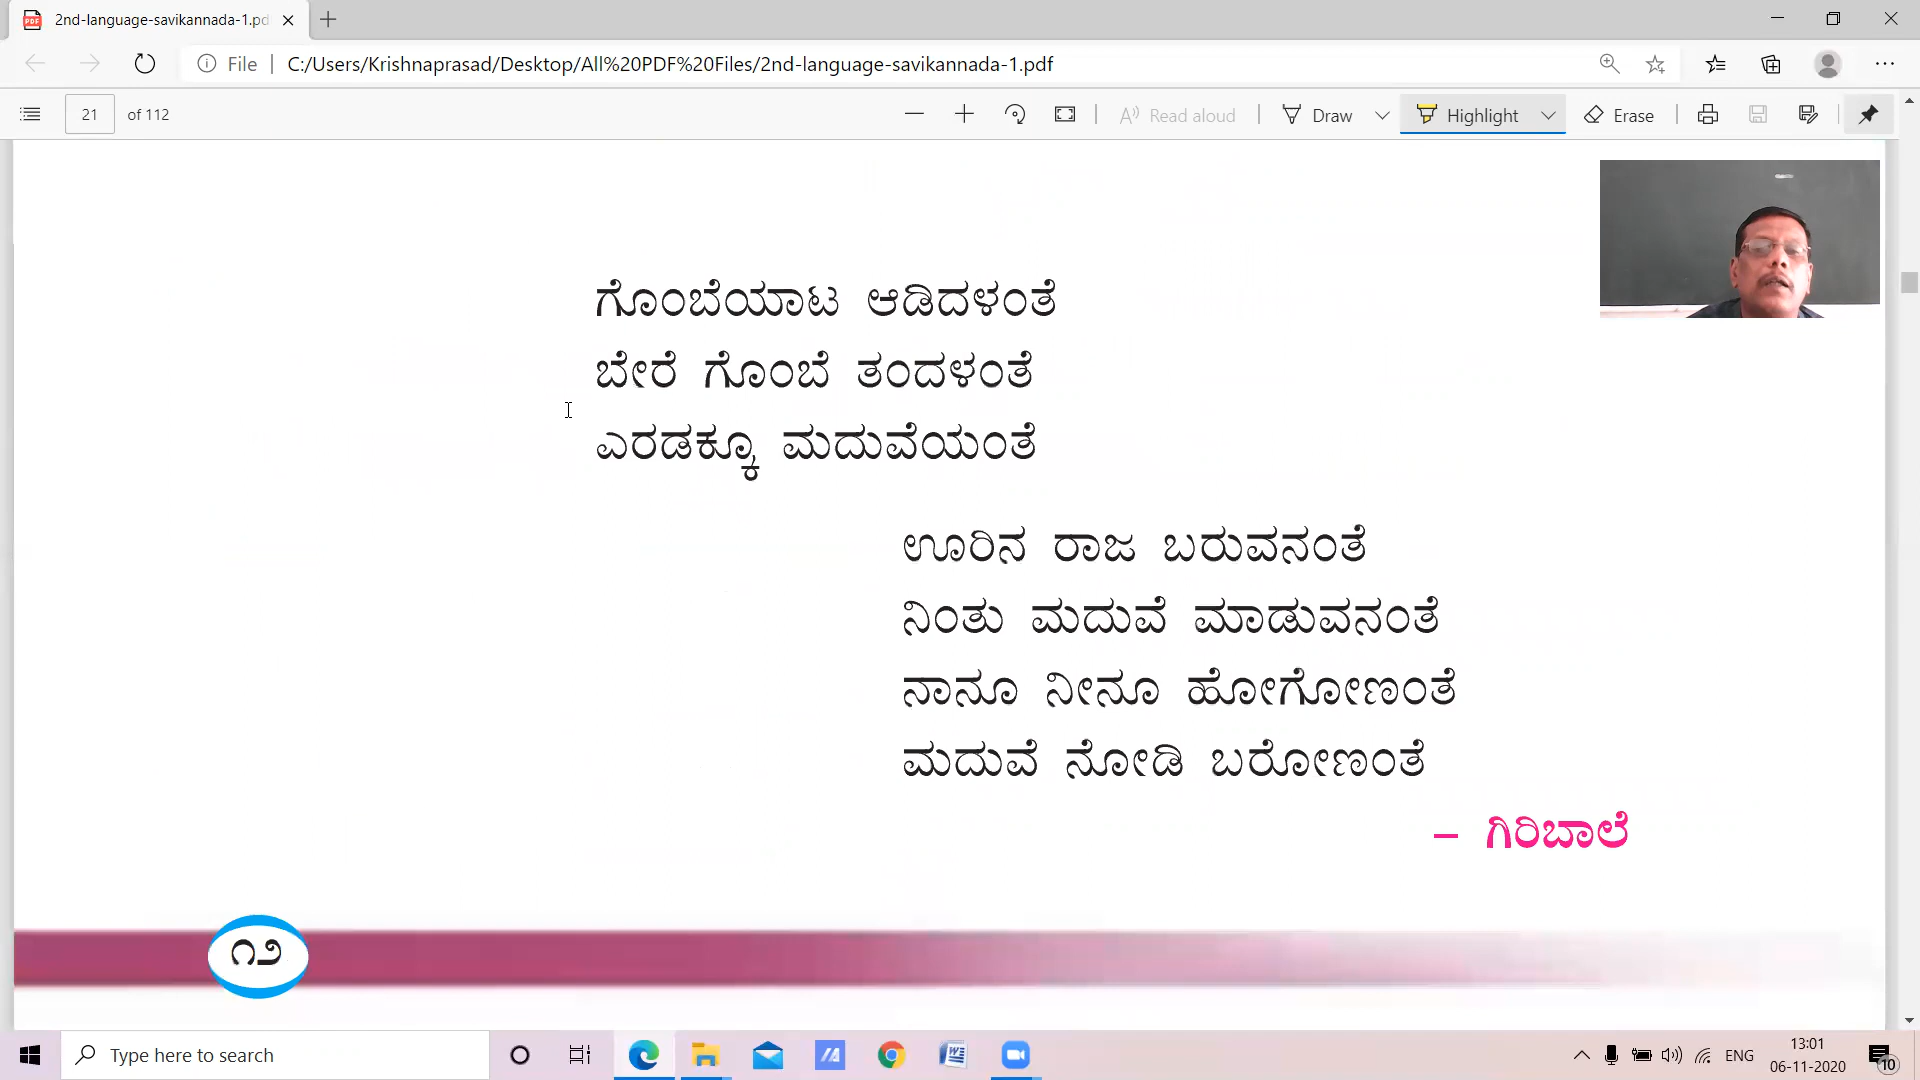 2nd-language-savikannada-1.pd
File C:/Users/Krishnaprasad/Desktop/All%20PDF%20Files/2nd-language-savikannada-1.pdf
21 of 112 Read aloud Draw Highlight Erase
ಗೊಂಬೆಯಾಟ ಆಡಿದಳಂತೆ
ಬೇರೆ ಗೊಂಬೆ ತಂದಳಂತೆ
ಎರಡಕ್ಕೂ ಮದುವೆಯಂತೆ
ಊರಿನ ರಾಜ ಬರುವನಂತೆ
ನಿಂತು ಮದುವೆ ಮಾಡುವನಂತೆ
ನಾನೂ ನೀನೂ ಹೋಗೋಣಂತೆ
ಮದುವೆ ನೋಡಿ ಬರೋಣಂತೆ
– ಗಿರಿಬಾಲೆ
೧೨
Type here to search
ENG
13:01
06-11-2020
10